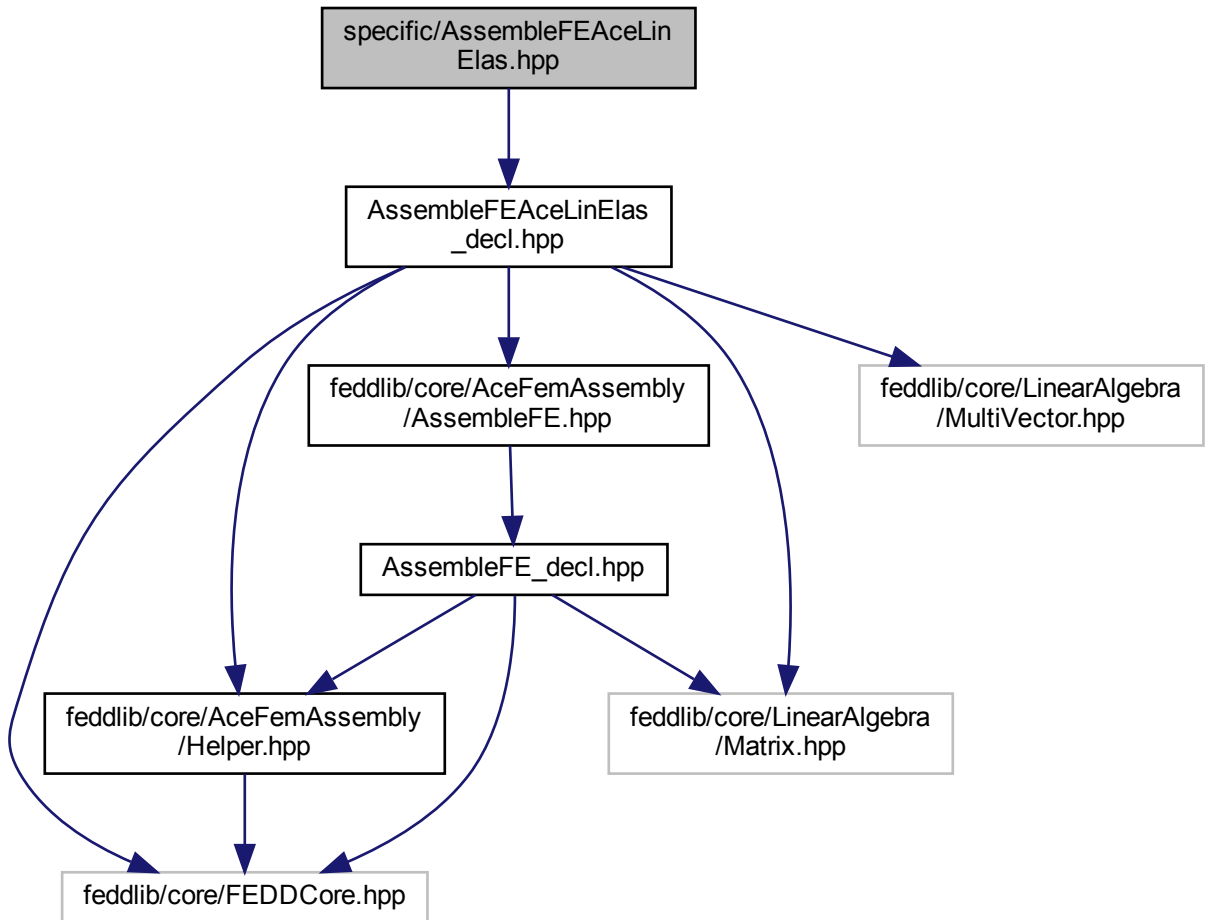 specific/AssembleFEAceLin
Elas.hpp
AssembleFEAceLinElas
_decl.hpp
feddlib/core/AceFemAssembly
/AssembleFE.hpp
feddlib/core/LinearAlgebra
/MultiVector.hpp
AssembleFE_decl.hpp
feddlib/core/AceFemAssembly
/Helper.hpp
feddlib/core/LinearAlgebra
/Matrix.hpp
feddlib/core/FEDDCore.hpp